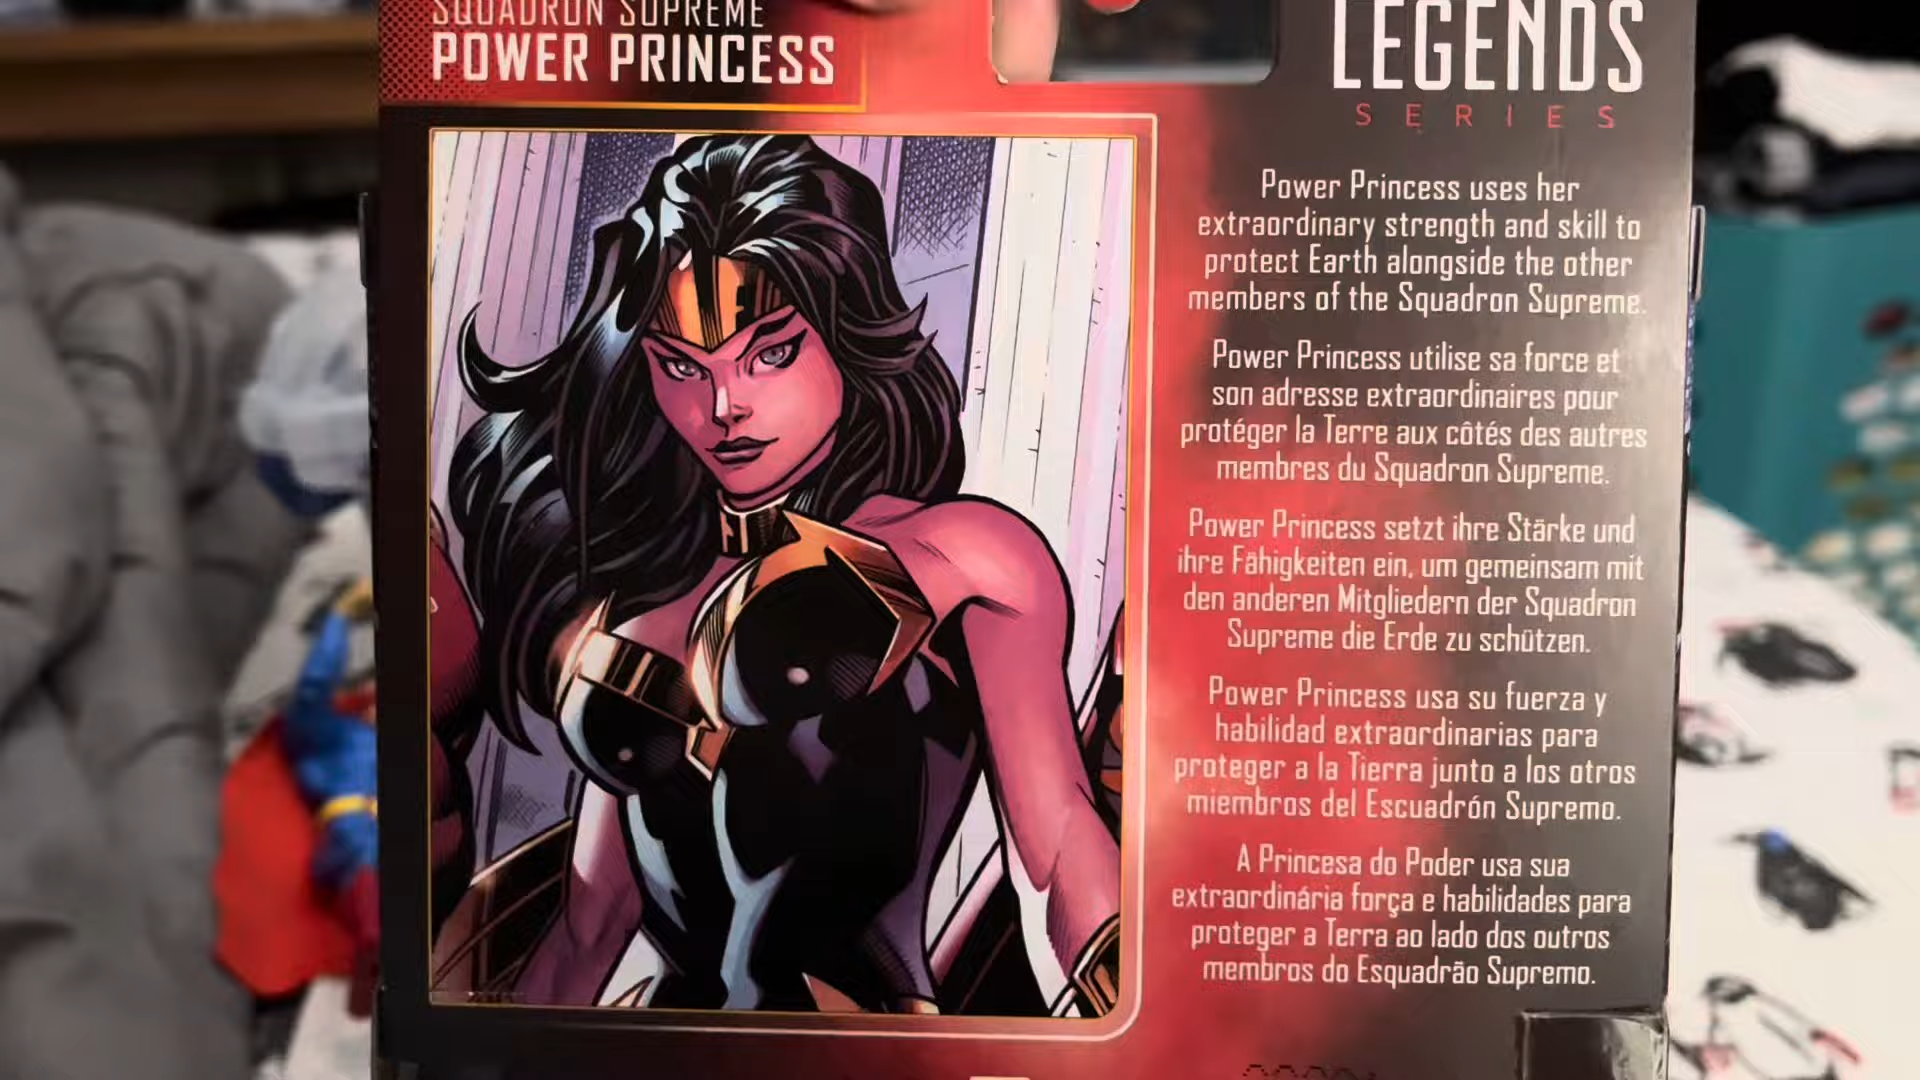 SQUADRON SUPREME
POWER PRINCESS
LEGENDS
SERIES
Power Princess uses her
extraordinary strength and skill to
protect Earth alongside the other
members of the Squadron Supreme.
Power Princess utilise sa force et
son adresse extraordinaires pour
protéger la Terre aux côtés des autres
membres du Squadron Supreme.
Power Princess setzt ihre Stärke und
ihre Fähigkeiten ein, um gemeinsam mit
den anderen Mitgliedern der Squadron
Supreme die Erde zu schützen.
Power Princess usa su fuerza y
habilidad extraordinarias para
proteger a la Tierra junto a los otros
miembros del Escuadrón Supremo.
A Princesa do Poder usa sua
extraordinária força e habilidades para
proteger a Terra ao lado dos outros
membros do Esquadrão Supremo.